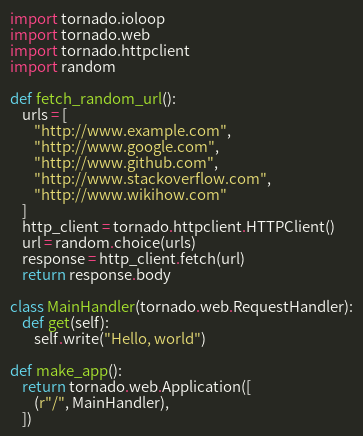 import tornado.ioloop
import tornado.web
import tornado.httpclient
import random

def fetch_random_url():
    urls = [
        "http://www.example.com",
        "http://www.google.com",
        "http://www.github.com",
        "http://www.stackoverflow.com",
        "http://www.wikihow.com"
    ]
    http_client = tornado.httpclient.HTTPClient()
    url = random.choice(urls)
    response = http_client.fetch(url)
    return response.body

class MainHandler(tornado.web.RequestHandler):
    def get(self):
        self.write("Hello, world")

def make_app():
    return tornado.web.Application([
        (r"/", MainHandler),
    ])